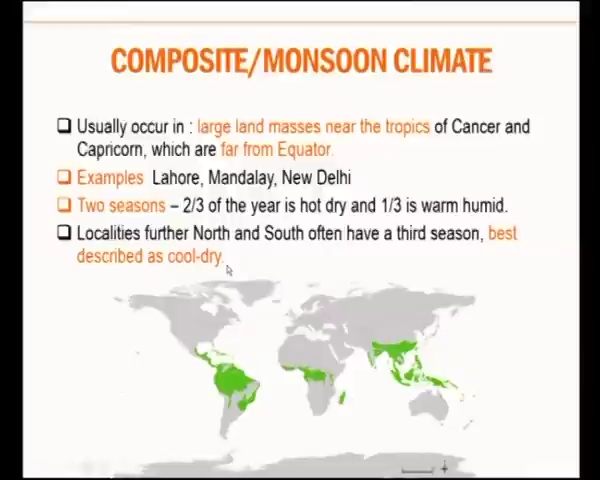 COMPOSITE/MONSOON CLIMATE
Usually occur in : large land masses near the tropics of Cancer and
Capricorn, which are far from Equator.
Examples Lahore, Mandalay, New Delhi
Two seasons – 2/3 of the year is hot dry and 1/3 is warm humid.
Localities further North and South often have a third season, best
described as cool-dry.